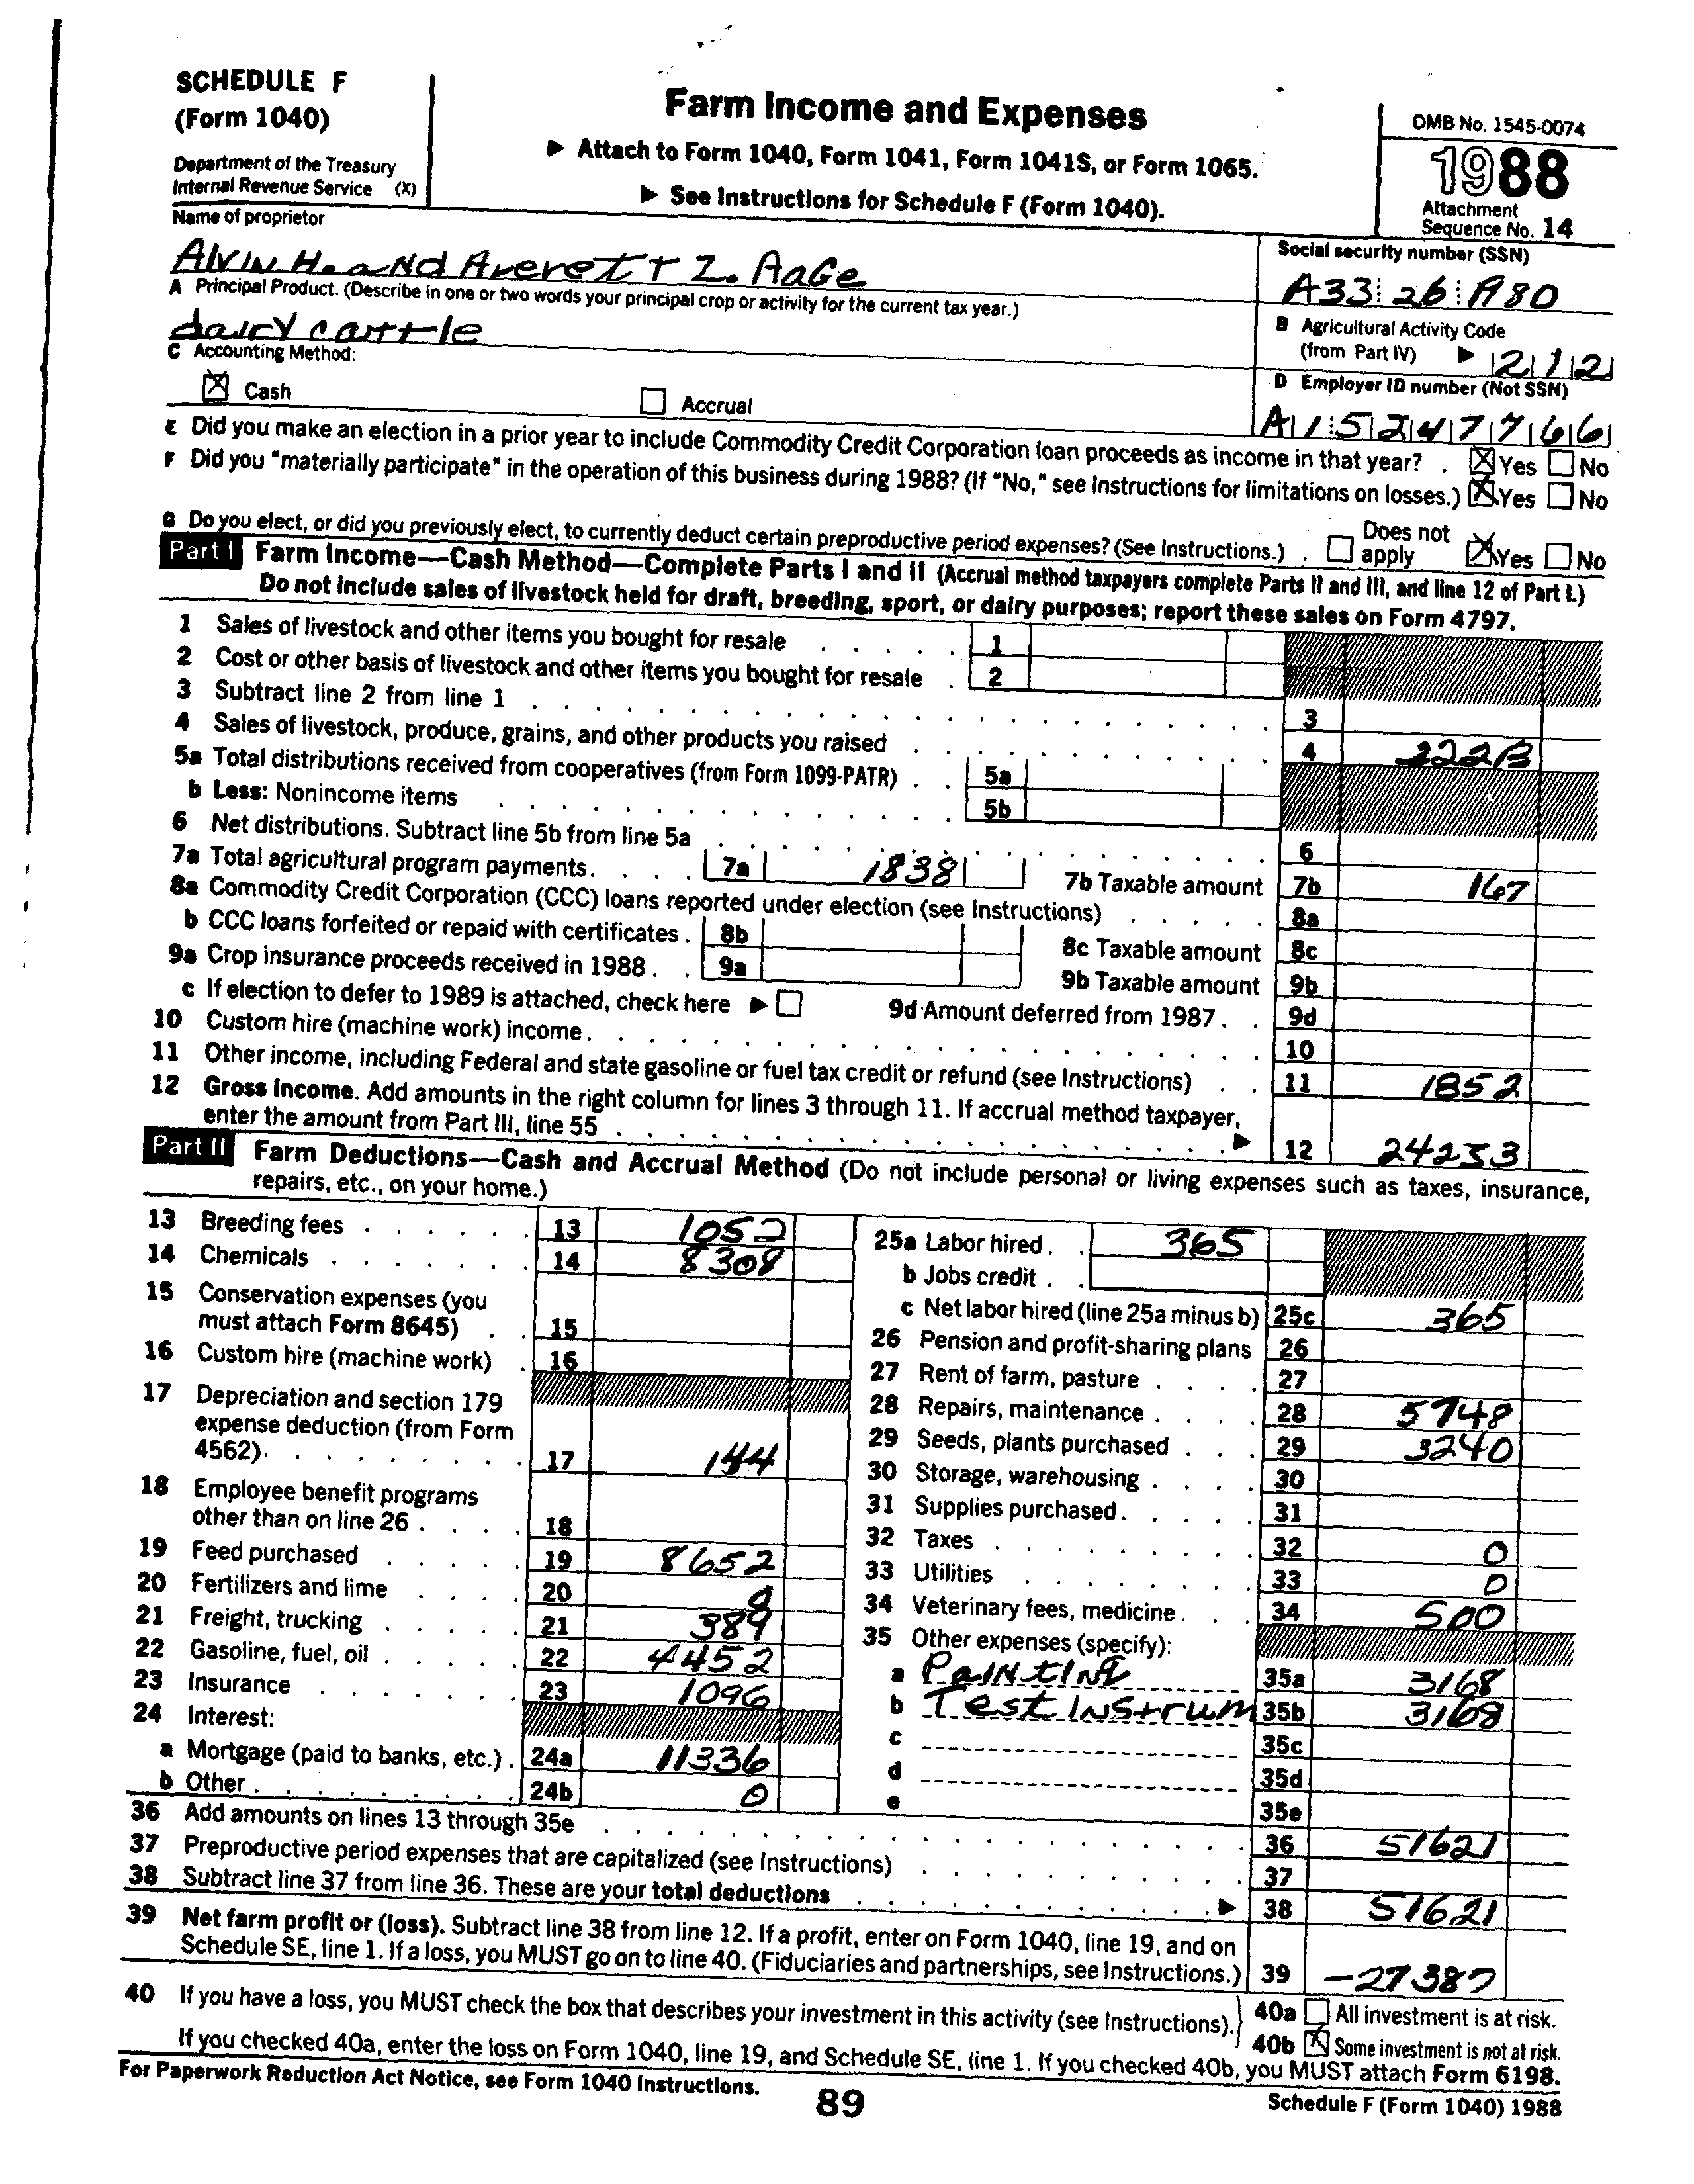 SCHEDULE F
(Form 1040)
Department of the Treasury
Internal Revenue Service (X)
Farm Income and Expenses
▶ Attach to Form 1040, Form 1041, Form 1041S, or Form 1065.
▶ See Instructions for Schedule F (Form 1040).
OMB No. 1545-0074
1988
Attachment
Sequence No. 14
Name of proprietor
Alvin H. and Averett Z. Aage
Social security number (SSN)
A33 26 A80
A Principal Product. (Describe in one or two words your principal crop or activity for the current tax year.)
dairy cattle
B Agricultural Activity Code
(from Part IV) ▶ 212
C Accounting Method:
☒ Cash ☐ Accrual
D Employer ID number (Not SSN)
A1 5247766
E Did you make an election in a prior year to include Commodity Credit Corporation loan proceeds as income in that year? . ☒ Yes ☐ No
F Did you "materially participate" in the operation of this business during 1988? (If "No," see Instructions for limitations on losses.) ☒ Yes ☐ No
G Do you elect, or did you previously elect, to currently deduct certain preproductive period expenses? (See Instructions.) . ☐ Does not apply ☒ Yes ☐ No
Part I Farm Income—Cash Method—Complete Parts I and II (Accrual method taxpayers complete Parts II and III, and line 12 of Part I.)
Do not include sales of livestock held for draft, breeding, sport, or dairy purposes; report these sales on Form 4797.
1 Sales of livestock and other items you bought for resale 1
2 Cost or other basis of livestock and other items you bought for resale 2
3 Subtract line 2 from line 1 3
4 Sales of livestock, produce, grains, and other products you raised 4
5a Total distributions received from cooperatives (from Form 1099-PATR) 5a
b Less: Nonincome items 5b
6 Net distributions. Subtract line 5b from line 5a 6
7a Total agricultural program payments. 7a 1838 7b Taxable amount 7b 167
8a Commodity Credit Corporation (CCC) loans reported under election (see Instructions) 8a
b CCC loans forfeited or repaid with certificates . 8b 8c Taxable amount 8c
9a Crop insurance proceeds received in 1988 . 9a 9b Taxable amount 9b
c If election to defer to 1989 is attached, check here ▶ ☐ 9d Amount deferred from 1987 . 9d
10 Custom hire (machine work) income . 10
11 Other income, including Federal and state gasoline or fuel tax credit or refund (see Instructions) 11 1852
12 Gross Income. Add amounts in the right column for lines 3 through 11. If accrual method taxpayer,
enter the amount from Part III, line 55 ▶ 12 24233
Part II Farm Deductions—Cash and Accrual Method (Do not include personal or living expenses such as taxes, insurance,
repairs, etc., on your home.)
13 Breeding fees 13 1052
14 Chemicals 14 8308
15 Conservation expenses (you
must attach Form 8645) 15
16 Custom hire (machine work) 16
17 Depreciation and section 179
expense deduction (from Form
4562). 17 144
18 Employee benefit programs
other than on line 26 . 18
19 Feed purchased 19 8652
20 Fertilizers and lime 20 0
21 Freight, trucking 21 389
22 Gasoline, fuel, oil 22 4452
23 Insurance 23 1096
24 Interest:
a Mortgage (paid to banks, etc.) . 24a 11336
b Other . 24b 0
25a Labor hired . 365
b Jobs credit .
c Net labor hired (line 25a minus b) 25c 365
26 Pension and profit-sharing plans 26
27 Rent of farm, pasture 27
28 Repairs, maintenance 28 5748
29 Seeds, plants purchased 29 3240
30 Storage, warehousing 30
31 Supplies purchased . 31
32 Taxes 32 0
33 Utilities 33 0
34 Veterinary fees, medicine . 34 500
35 Other expenses (specify):
a Painting 35a 3168
b Test Instrum 35b 3168
c 35c
d 35d
e 35e
36 Add amounts on lines 13 through 35e 36 51621
37 Preproductive period expenses that are capitalized (see Instructions) 37
38 Subtract line 37 from line 36. These are your total deductions ▶ 38 51621
39 Net farm profit or (loss). Subtract line 38 from line 12. If a profit, enter on Form 1040, line 19, and on
Schedule SE, line 1. If a loss, you MUST go on to line 40. (Fiduciaries and partnerships, see Instructions.) 39 -27387
40 If you have a loss, you MUST check the box that describes your investment in this activity (see Instructions). 40a ☐ All investment is at risk.
40b ☒ Some investment is not at risk.
If you checked 40a, enter the loss on Form 1040, line 19, and Schedule SE, line 1. If you checked 40b, you MUST attach Form 6198.
For Paperwork Reduction Act Notice, see Form 1040 Instructions.
89
Schedule F (Form 1040) 1988